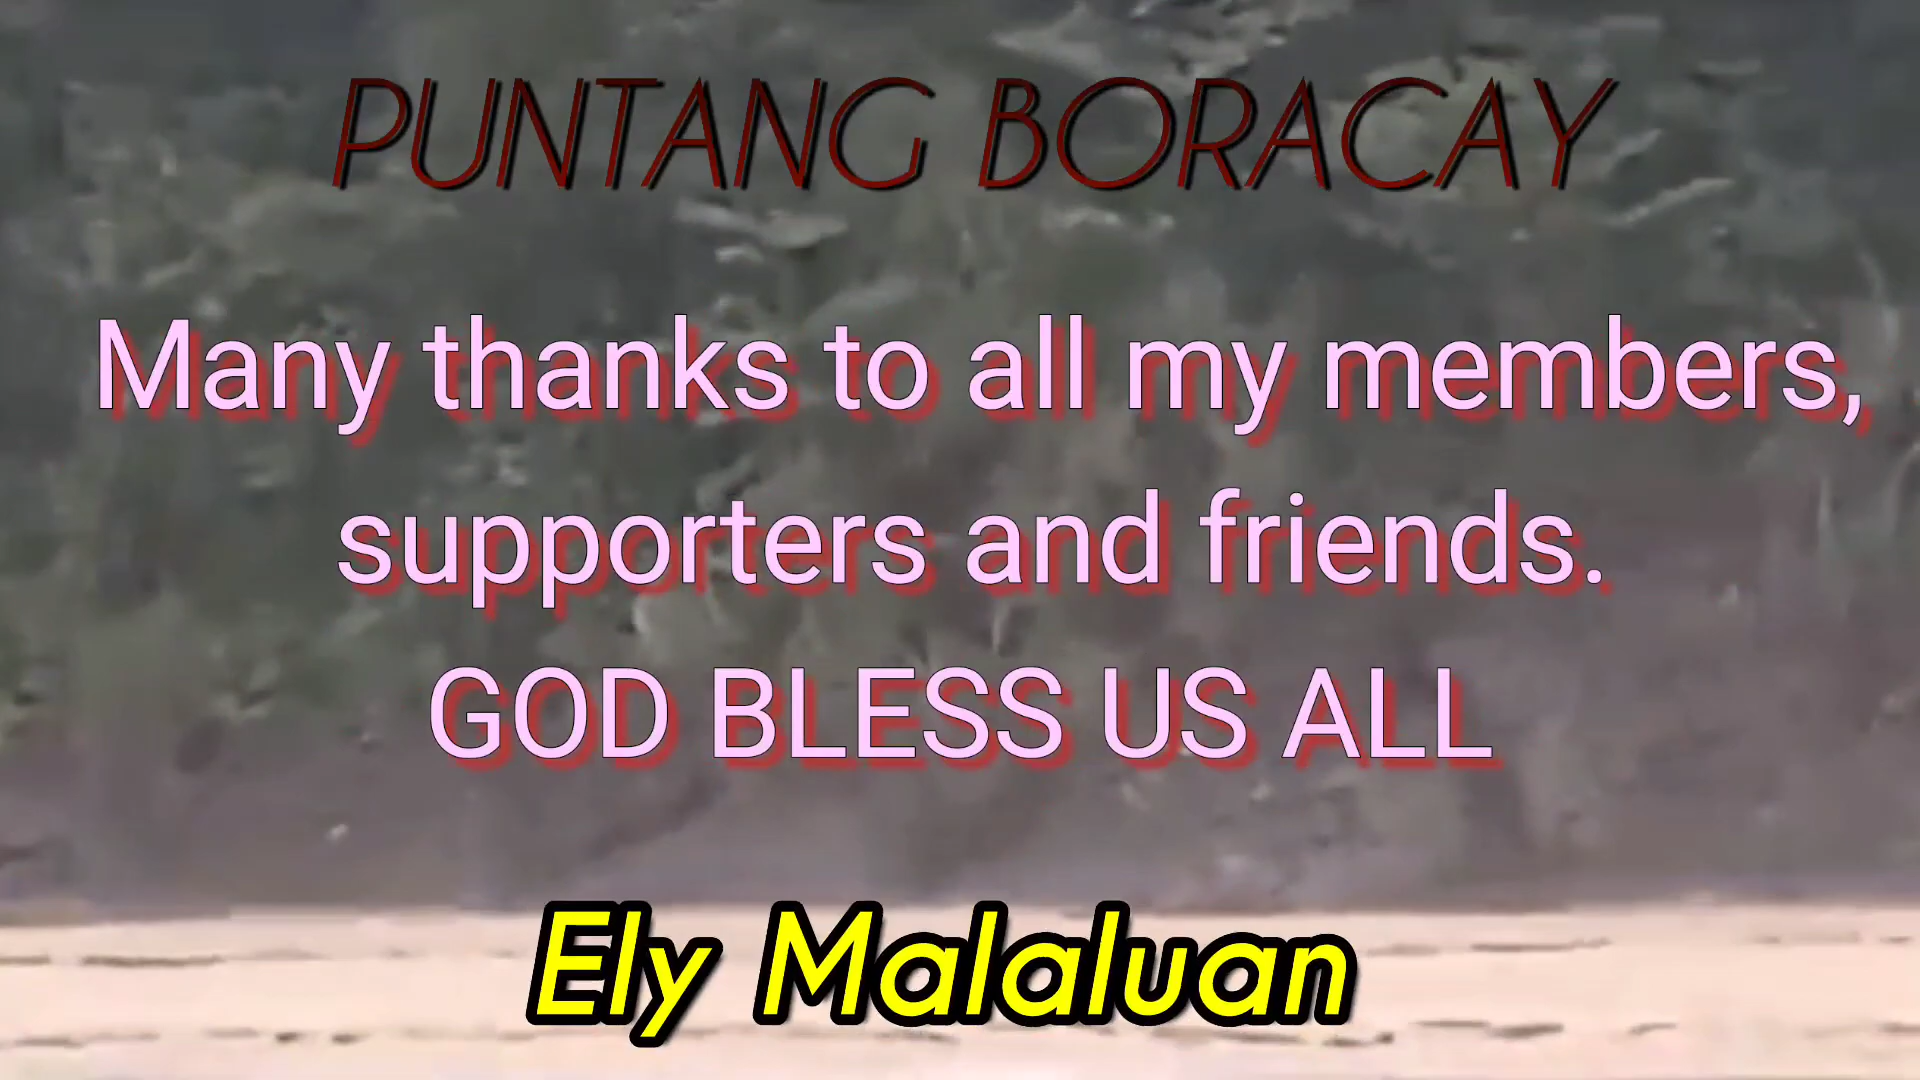 PUNTANG BORACAY
Many thanks to all my members,
supporters and friends.
GOD BLESS US ALL
Ely Malaluan